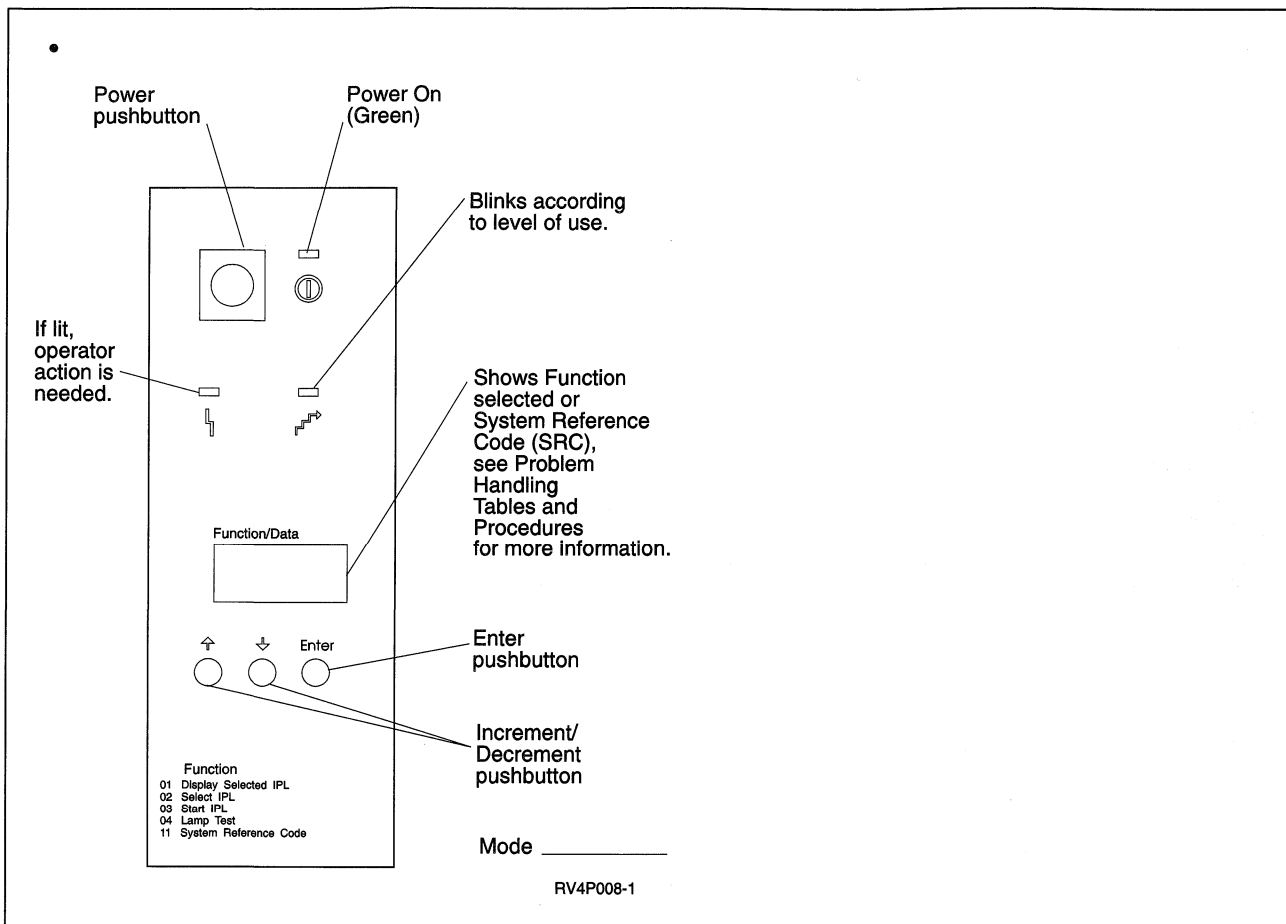 Power
pushbutton
Power On
(Green)
Blinks according
to level of use.
If lit,
operator
action is
needed.
Shows Function
selected or
System Reference
Code (SRC),
see Problem
Handling
Tables and
Procedures
for more information.
Function/Data
Enter
Enter
pushbutton
Increment/
Decrement
pushbutton
Function
01 Display Selected IPL
02 Select IPL
03 Start IPL
04 Lamp Test
11 System Reference Code
Mode
RV4P008-1